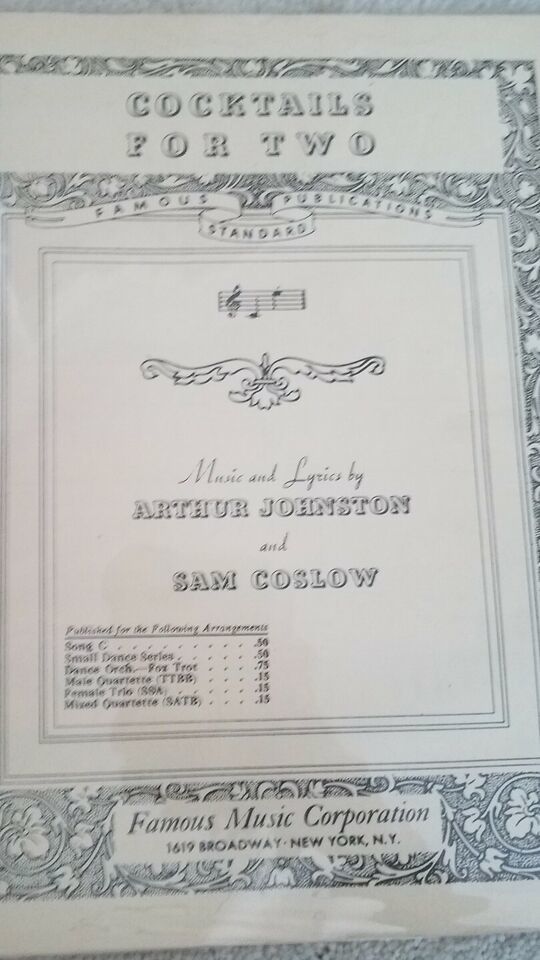 COCKTAILS
FOR TWO
FAMOUS STANDARD PUBLICATIONS
Music and Lyrics by
ARTHUR JOHNSTON
and
SAM COSLOW
Published for the Following Arrangements
Song C . . . . . . . . . . .50
Small Dance Series . . . . .50
Dance Orch.—Fox Trot . . . .75
Male Quartette (TTBB) . . . .15
Female Trio (SSA) . . . . . .15
Mixed Quartette (SATB) . . . .15
Famous Music Corporation
1619 BROADWAY · NEW YORK, N.Y.